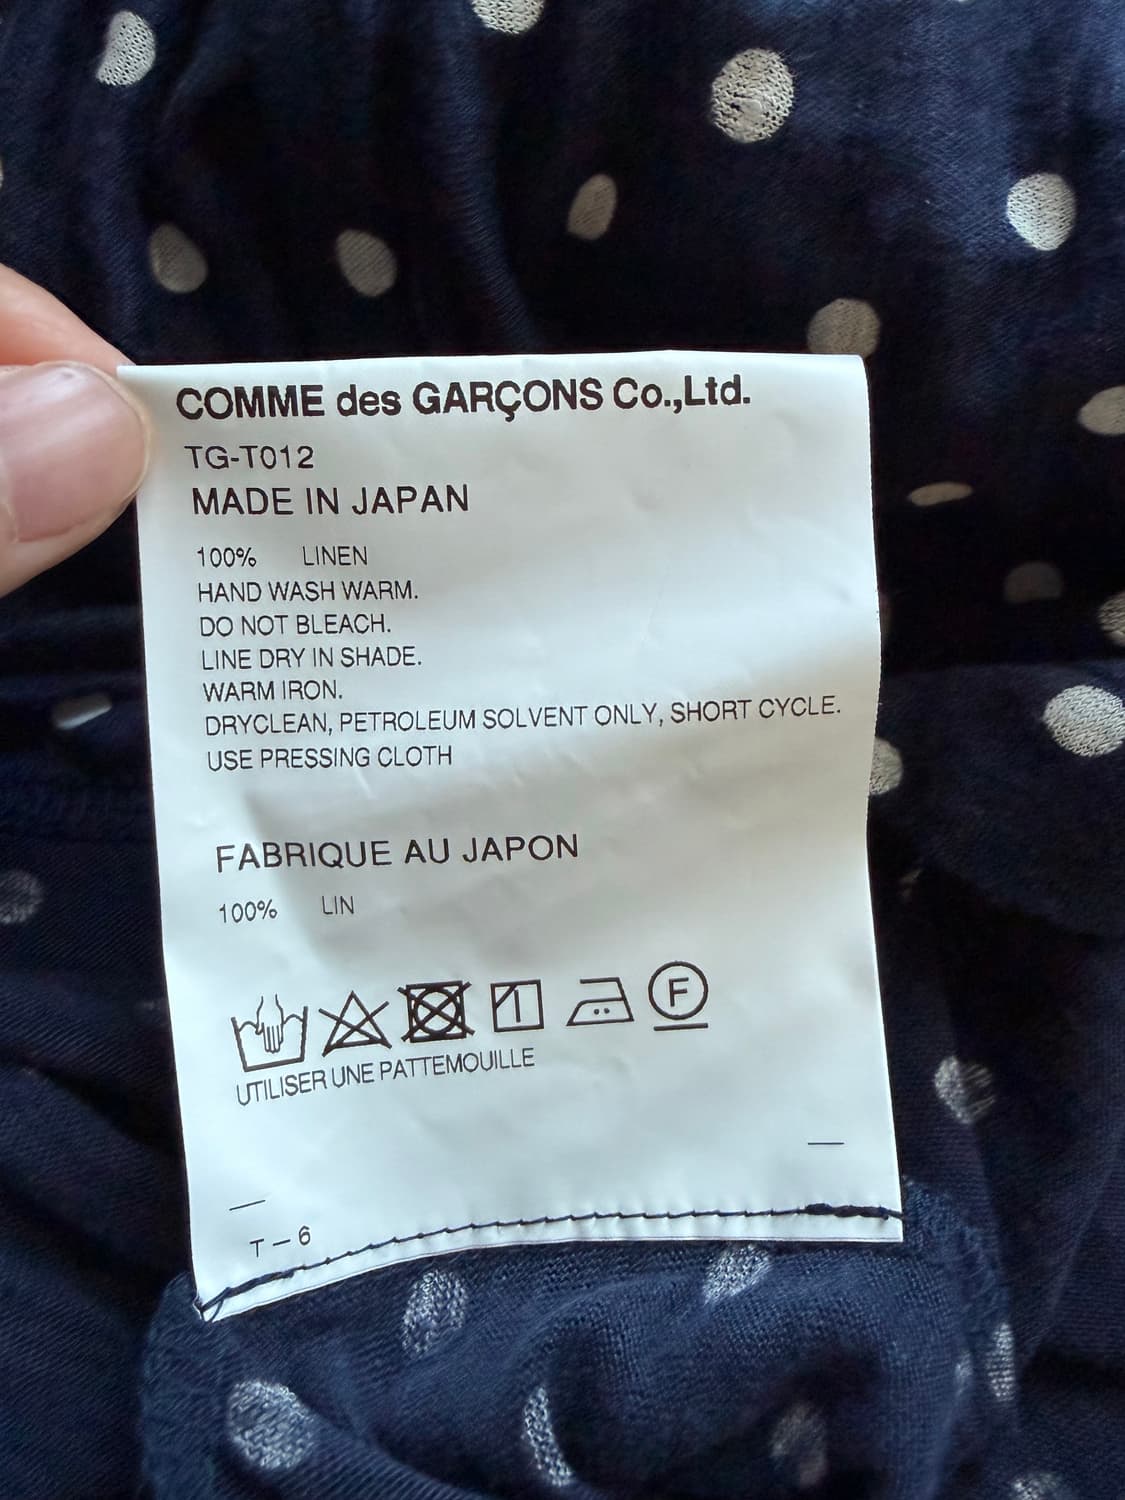 COMME des GARÇONS Co.,Ltd.
TG-T012
MADE IN JAPAN
100% LINEN
HAND WASH WARM.
DO NOT BLEACH.
LINE DRY IN SHADE.
WARM IRON.
DRYCLEAN, PETROLEUM SOLVENT ONLY, SHORT CYCLE.
USE PRESSING CLOTH
FABRIQUE AU JAPON
100% LIN
F
UTILISER UNE PATTEMOUILLE
T-6